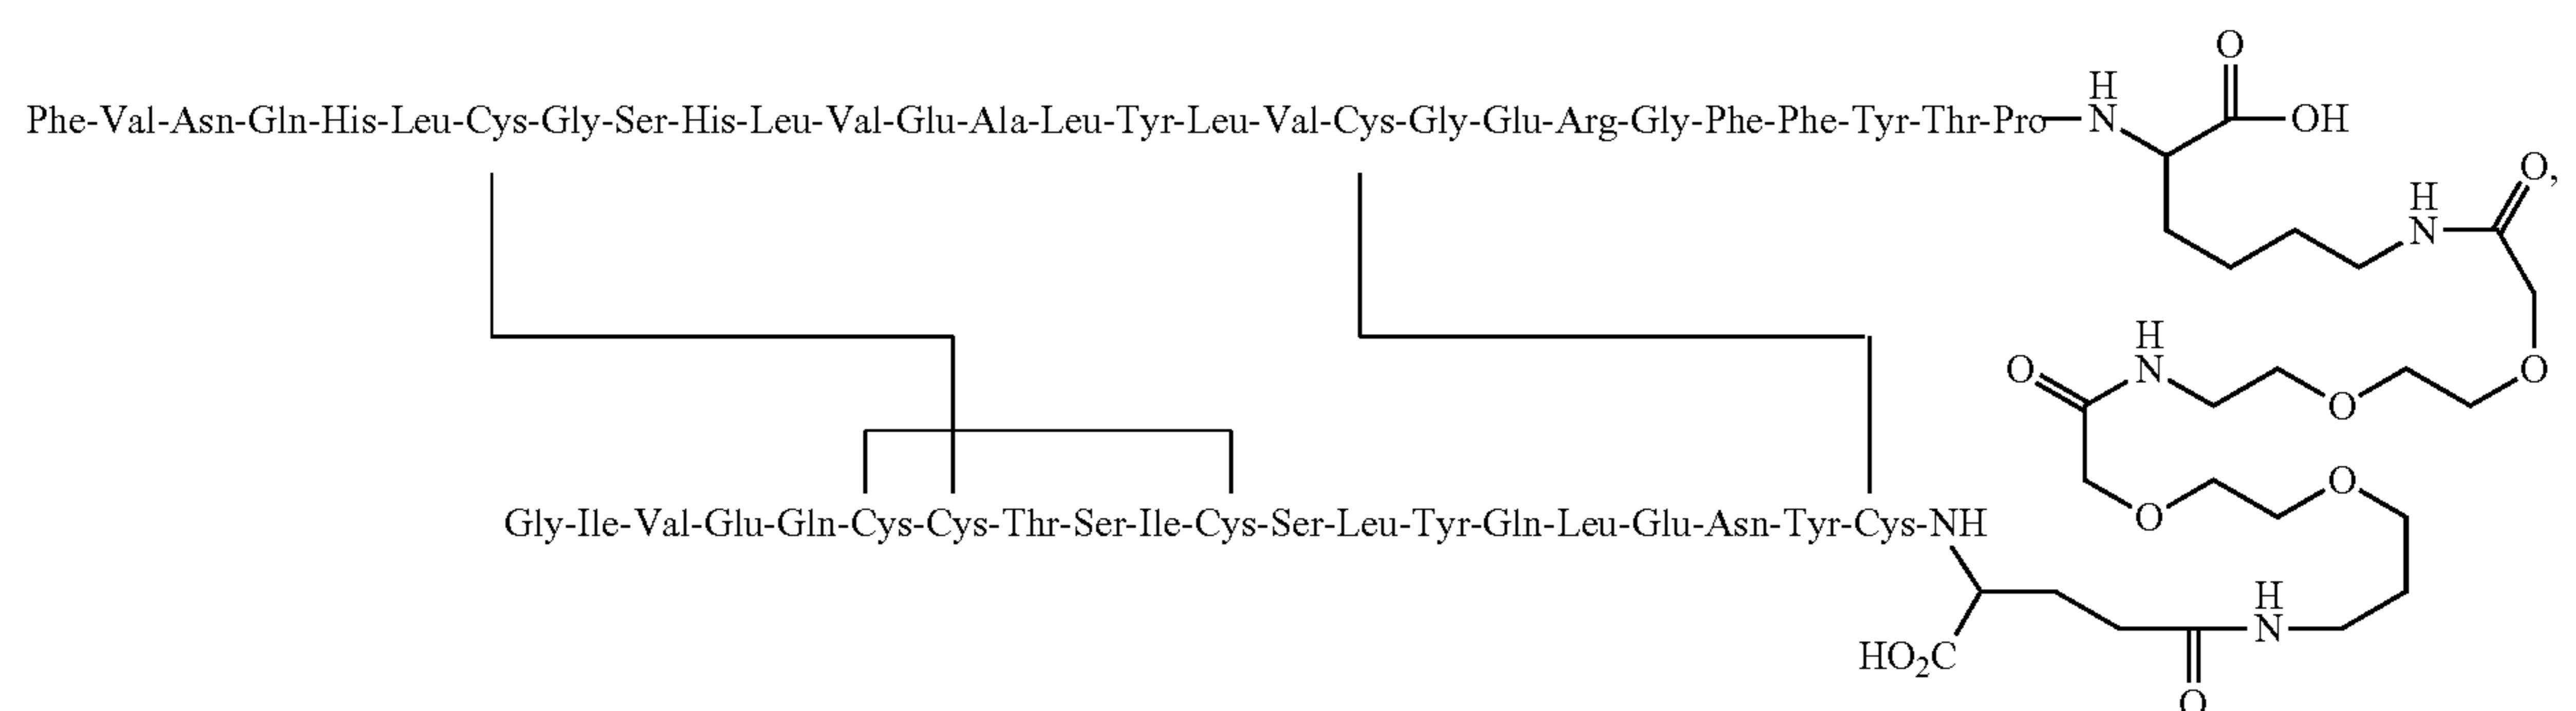 O
H
Phe-Val-Asn-Gln-His-Leu-Cys-Gly-Ser-His-Leu-Val-Glu-Ala-Leu-Tyr-Leu-Val-Cys-Gly-Glu-Arg-Gly-Phe-Phe-Tyr-Thr-Pro—N OH
O,
H
N
H
O N O
O
O
O
Gly-Ile-Val-Glu-Gln-Cys-Cys-Thr-Ser-Ile-Cys-Ser-Leu-Tyr-Gln-Leu-Glu-Asn-Tyr-Cys-NH
H
N
HO2C
O